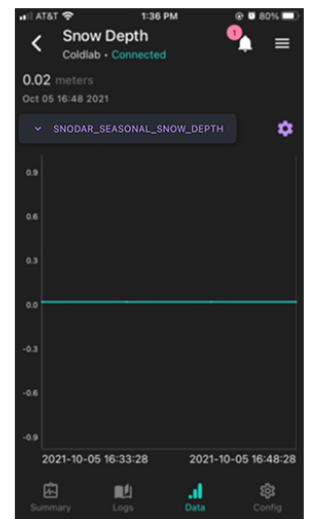 AT&T 1:36 PM 80%
Snow Depth
1
Coldlab • Connected
0.02 meters
Oct 05 16:48 2021
SNODAR_SEASONAL_SNOW_DEPTH
0.9
0.6
0.3
0.0
-0.3
-0.6
-0.9
2021-10-05 16:33:28 2021-10-05 16:48:28
Summary Logs Data Config